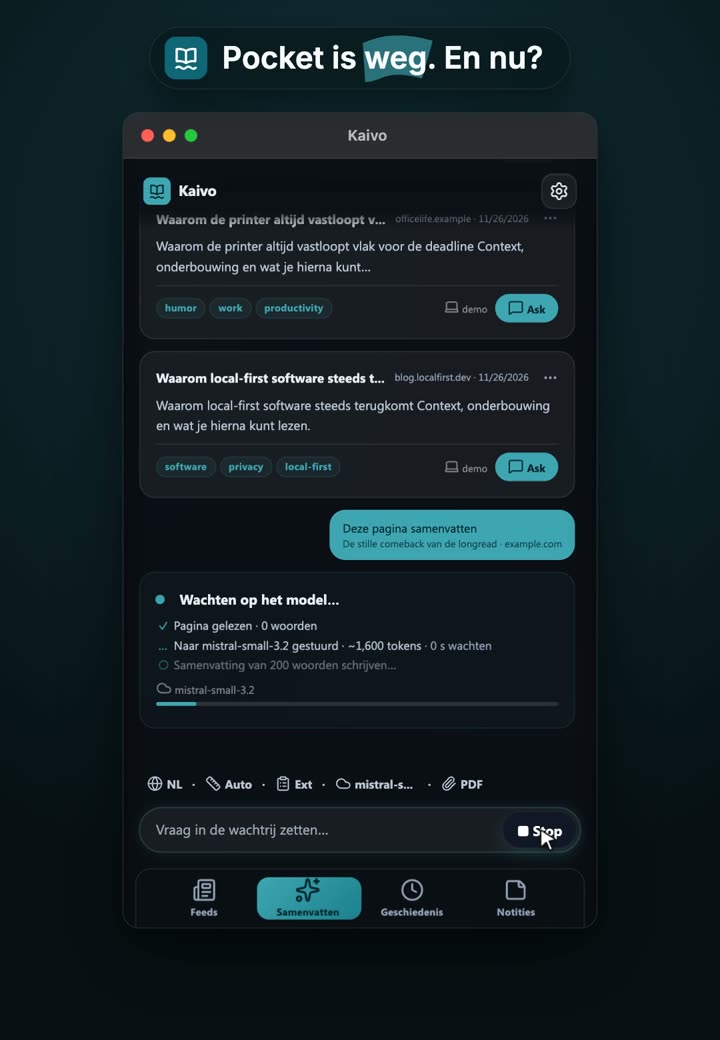 Pocket is weg. En nu?
Kaivo
Kaivo
Waarom de printer altijd vastloopt v... officelife.example · 11/26/2026 ...
Waarom de printer altijd vastloopt vlak voor de deadline Context,
onderbouwing en wat je hierna kunt...
humor work productivity demo Ask
Waarom local-first software steeds t... blog.localfirst.dev · 11/26/2026 ...
Waarom local-first software steeds terugkomt Context, onderbouwing
en wat je hierna kunt lezen.
software privacy local-first demo Ask
Deze pagina samenvatten
De stille comeback van de longread · example.com
Wachten op het model...
✓ Pagina gelezen · 0 woorden
... Naar mistral-small-3.2 gestuurd · ~1,600 tokens · 0 s wachten
Samenvatting van 200 woorden schrijven...
mistral-small-3.2
NL · Auto · Ext · mistral-s... · PDF
Vraag in de wachtrij zetten... Stop
Feeds Samenvatten Geschiedenis Notities